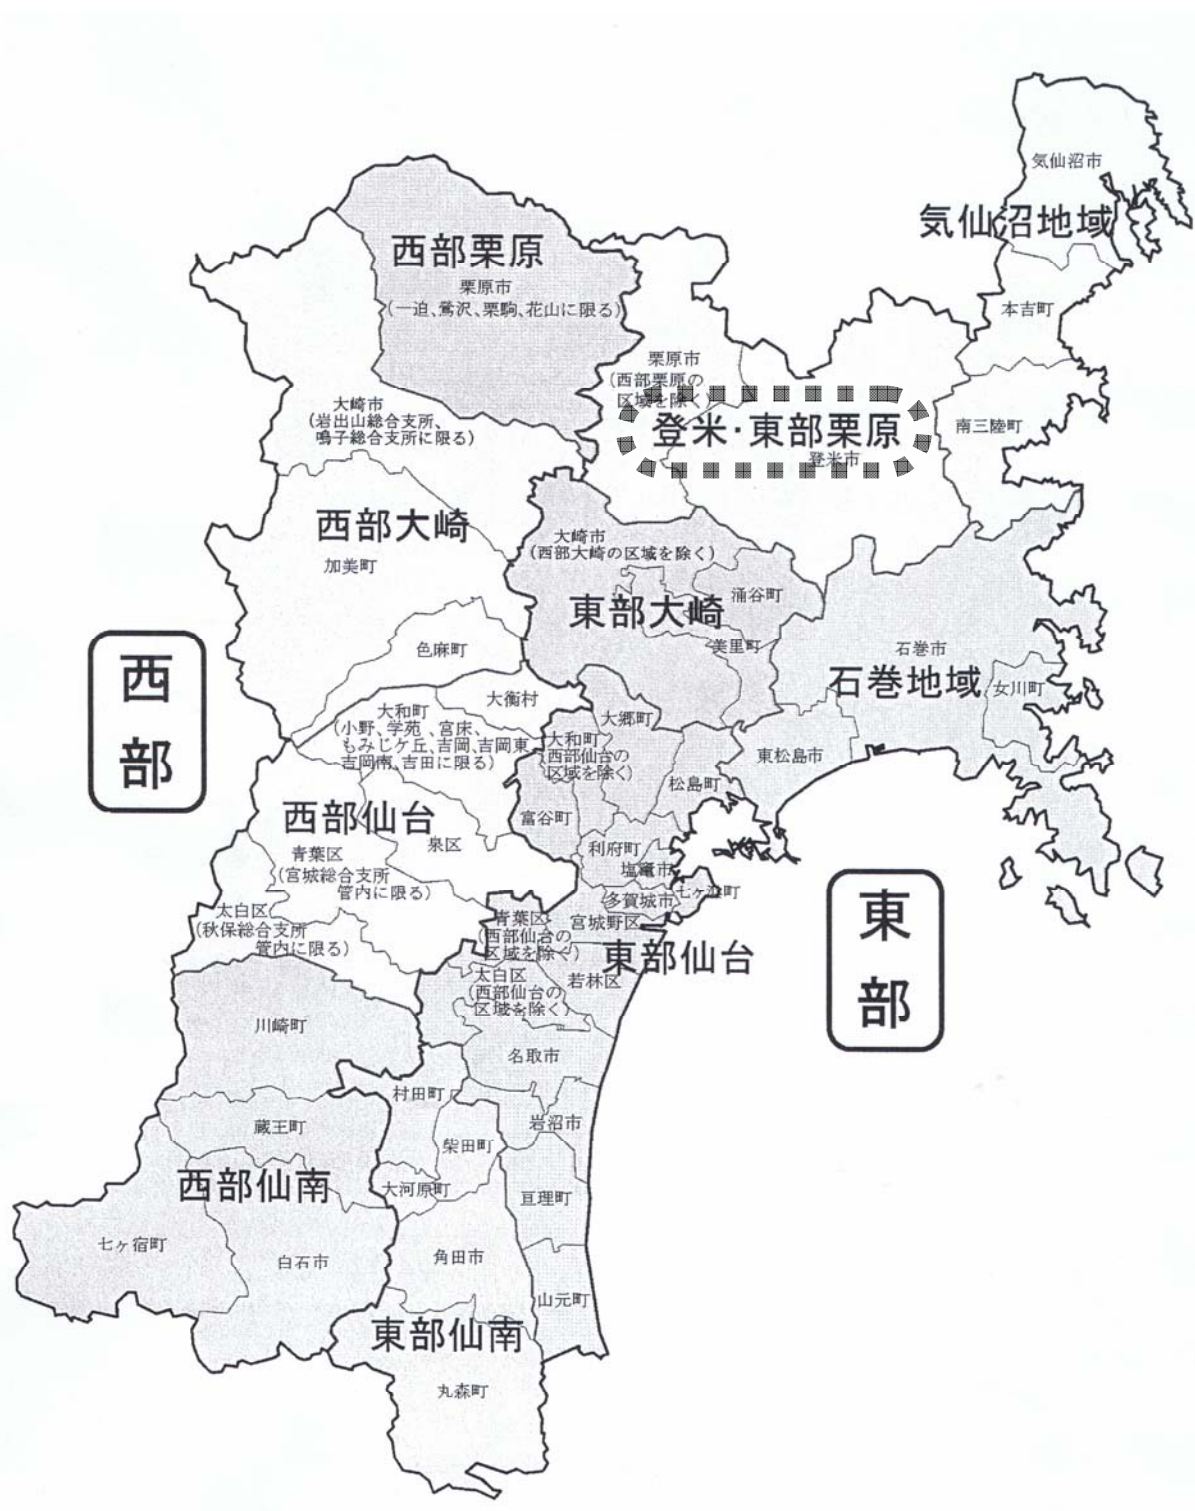 気仙沼市
気仙沼地域
本吉町
南三陸町
西部栗原
栗原市
(一迫、鶯沢、栗駒、花山に限る)
栗原市
(西部栗原の
区域を除く)
登米・東部栗原
登米市
大崎市
(岩出山総合支所、
鳴子総合支所に限る)
西部大崎
加美町
色麻町
大崎市
(西部大崎の区域を除く)
涌谷町
東部大崎
美里町
石巻市
石巻地域
女川町
東松島市
西
部
大衡村
大和町
(小野、学苑、宮床、
もみじケ丘、吉岡、吉岡東、
吉岡南、吉田に限る)
大郷町
大和町
(西部仙台の
区域を除く)
松島町
富谷町
西部仙台
泉区
青葉区
(宮城総合支所
管内に限る)
太白区
(秋保総合支所
管内に限る)
利府町
塩竈市
多賀城市
七ヶ浜町
青葉区
(西部仙台の
区域を除く)
宮城野区
東部仙台
太白区
(西部仙台の
区域を除く)
若林区
東
部
川崎町
名取市
村田町
岩沼市
蔵王町
柴田町
西部仙南
大河原町
亘理町
七ヶ宿町
白石市
角田市
山元町
東部仙南
丸森町